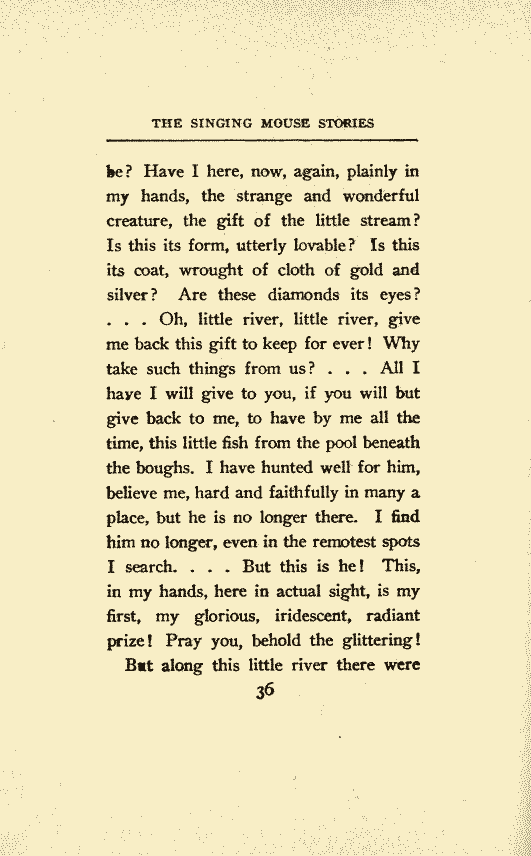 THE SINGING MOUSE STORIES
be? Have I here, now, again, plainly in
my hands, the strange and wonderful
creature, the gift of the little stream?
Is this its form, utterly lovable? Is this
its coat, wrought of cloth of gold and
silver? Are these diamonds its eyes?
. . . Oh, little river, little river, give
me back this gift to keep for ever! Why
take such things from us? . . . All I
have I will give to you, if you will but
give back to me, to have by me all the
time, this little fish from the pool beneath
the boughs. I have hunted well for him,
believe me, hard and faithfully in many a
place, but he is no longer there. I find
him no longer, even in the remotest spots
I search. . . . But this is he! This,
in my hands, here in actual sight, is my
first, my glorious, iridescent, radiant
prize! Pray you, behold the glittering!
But along this little river there were
36